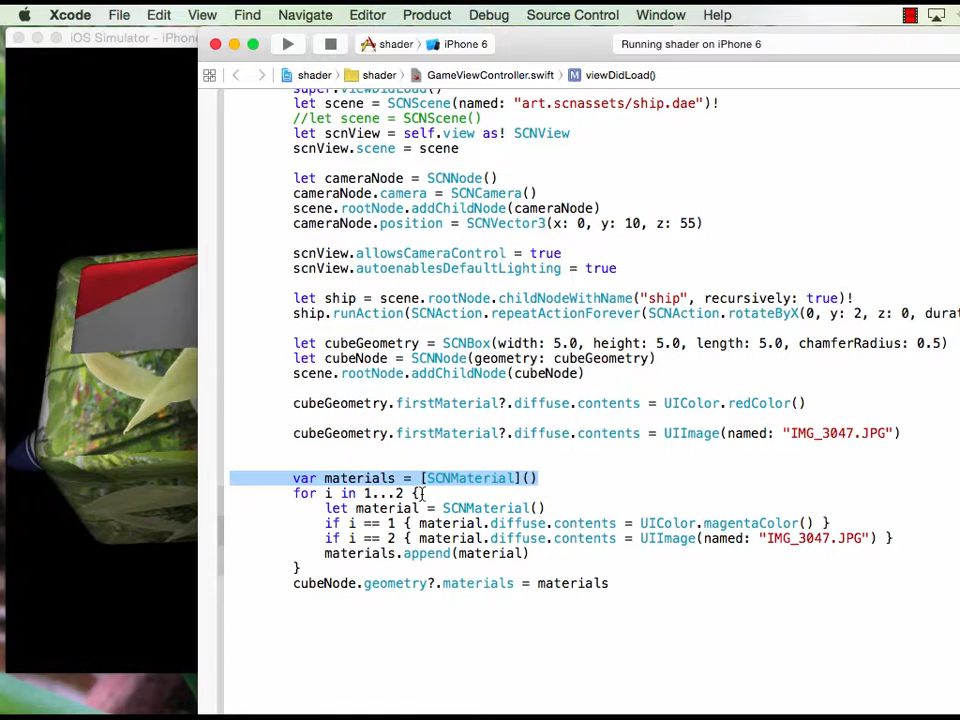 Xcode File Edit View Find Navigate Editor Product Debug Source Control Window Help
iOS Simulator - iPhone
shader iPhone 6 Running shader on iPhone 6
shader shader GameViewController.swift M viewDidLoad()
super.viewDidLoad()
let scene = SCNScene(named: "art.scnassets/ship.dae")!
//let scene = SCNScene()
let scnView = self.view as! SCNView
scnView.scene = scene
let cameraNode = SCNNode()
cameraNode.camera = SCNCamera()
scene.rootNode.addChildNode(cameraNode)
cameraNode.position = SCNVector3(x: 0, y: 10, z: 55)
scnView.allowsCameraControl = true
scnView.autoenablesDefaultLighting = true
let ship = scene.rootNode.childNodeWithName("ship", recursively: true)!
ship.runAction(SCNAction.repeatActionForever(SCNAction.rotateByX(0, y: 2, z: 0, durat
let cubeGeometry = SCNBox(width: 5.0, height: 5.0, length: 5.0, chamferRadius: 0.5)
let cubeNode = SCNNode(geometry: cubeGeometry)
scene.rootNode.addChildNode(cubeNode)
cubeGeometry.firstMaterial?.diffuse.contents = UIColor.redColor()
cubeGeometry.firstMaterial?.diffuse.contents = UIImage(named: "IMG_3047.JPG")
var materials = [SCNMaterial]()
for i in 1...2 {
let material = SCNMaterial()
if i == 1 { material.diffuse.contents = UIColor.magentaColor() }
if i == 2 { material.diffuse.contents = UIImage(named: "IMG_3047.JPG") }
materials.append(material)
}
cubeNode.geometry?.materials = materials